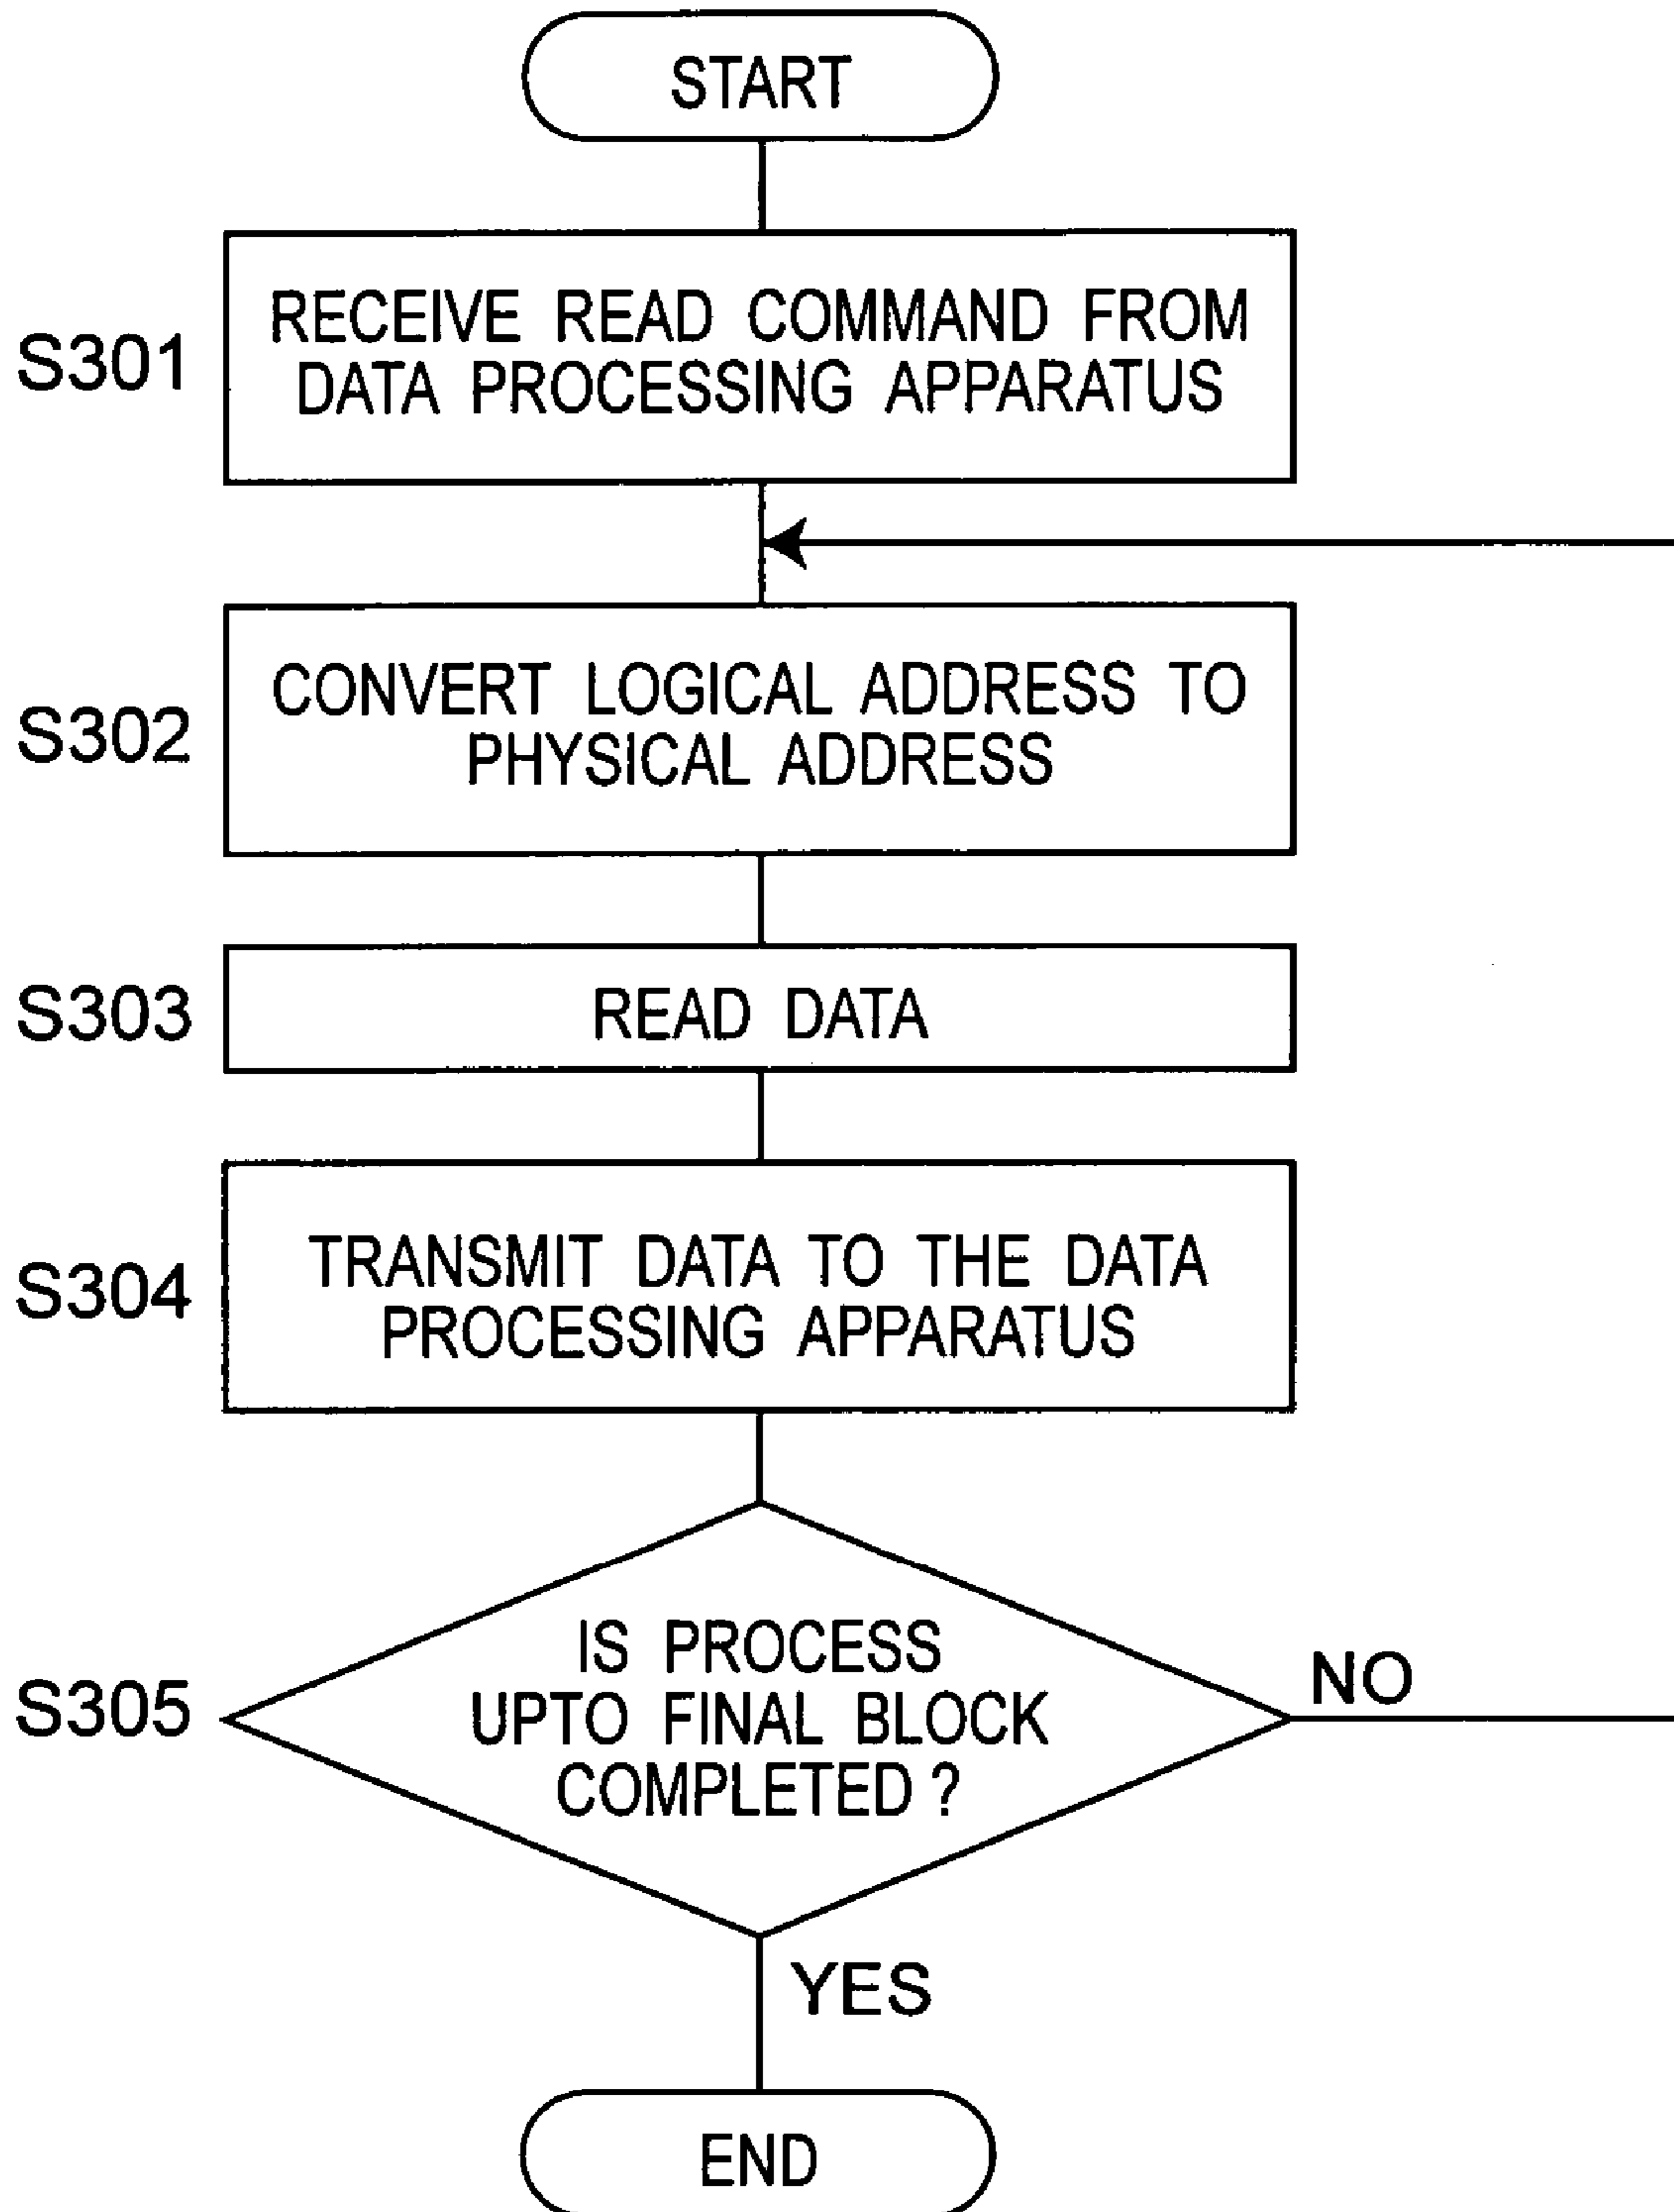 START
S301
RECEIVE READ COMMAND FROM
DATA PROCESSING APPARATUS
S302
CONVERT LOGICAL ADDRESS TO
PHYSICAL ADDRESS
S303
READ DATA
S304
TRANSMIT DATA TO THE DATA
PROCESSING APPARATUS
S305
IS PROCESS
UPTO FINAL BLOCK
COMPLETED ?
NO
YES
END